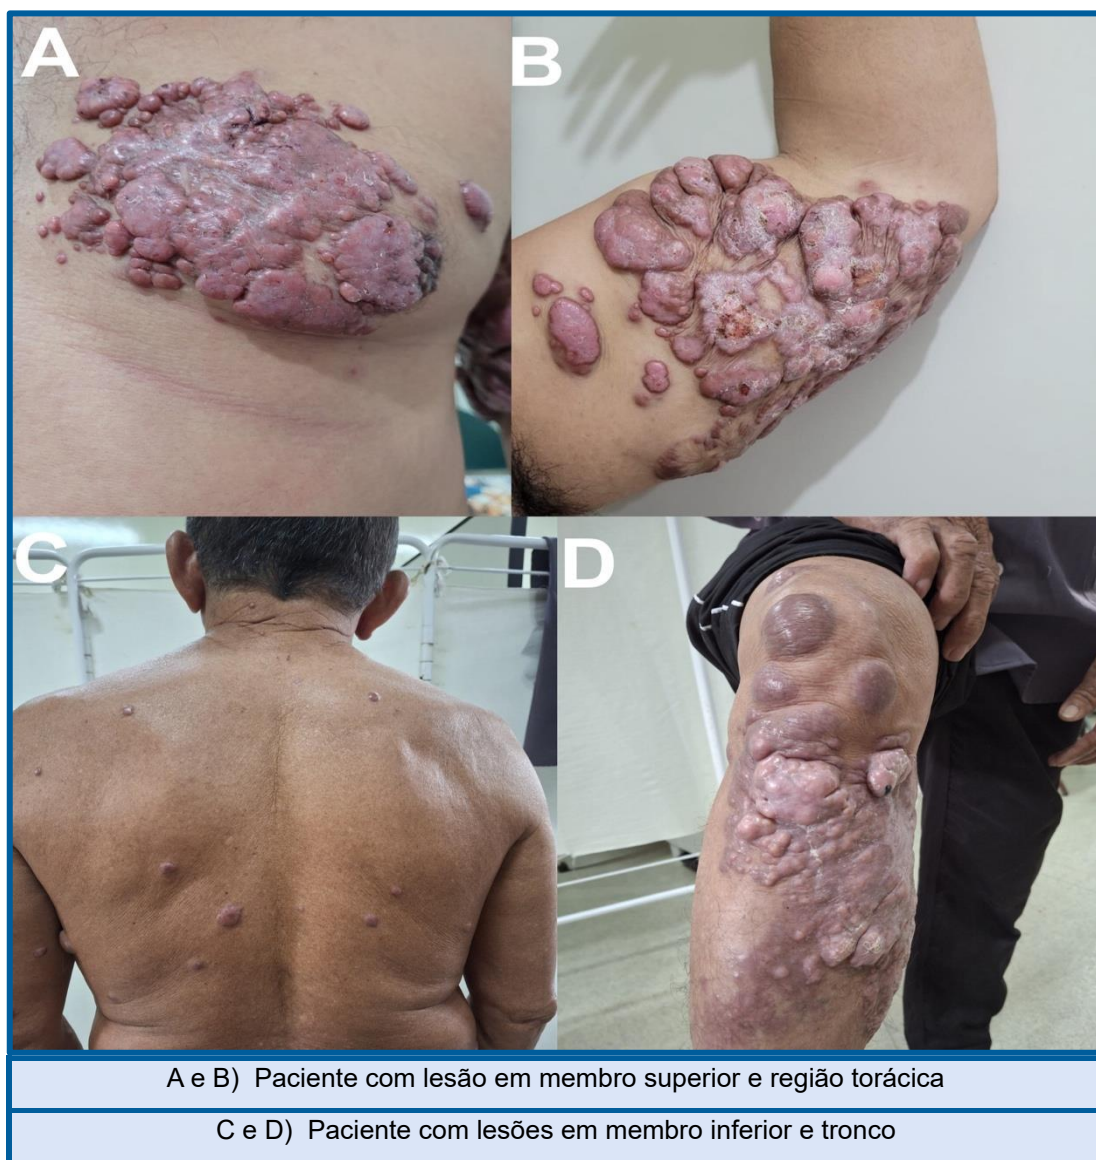 A
B
C
D
A e B) Paciente com lesão em membro superior e região torácica
C e D) Paciente com lesões em membro inferior e tronco